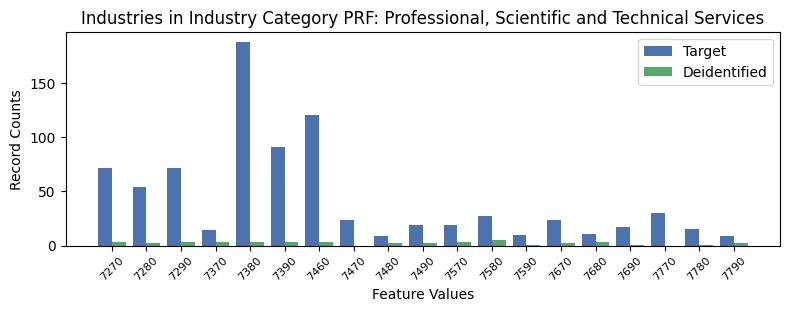 Industries in Industry Category PRF: Professional, Scientific and Technical Services
Target
Deidentified
Record Counts
150
100
50
0
7270 7280 7290 7370 7380 7390 7460 7470 7480 7490 7570 7580 7590 7670 7680 7690 7770 7780 7790
Feature Values